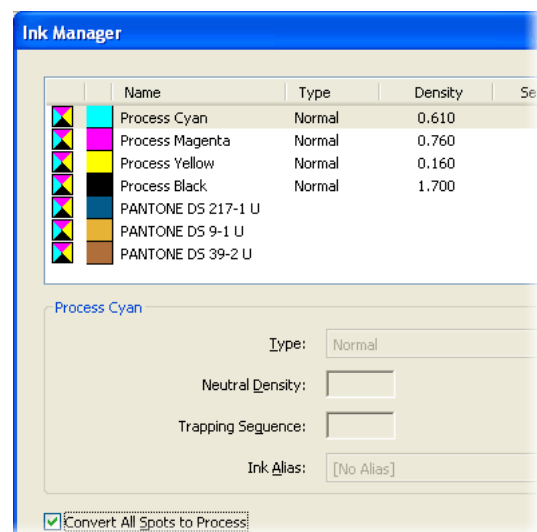 Ink Manager
Name Type Density Se
Process Cyan Normal 0.610
Process Magenta Normal 0.760
Process Yellow Normal 0.160
Process Black Normal 1.700
PANTONE DS 217-1 U
PANTONE DS 9-1 U
PANTONE DS 39-2 U
Process Cyan
Type: Normal
Neutral Density:
Trapping Sequence:
Ink Alias: [No Alias]
Convert All Spots to Process